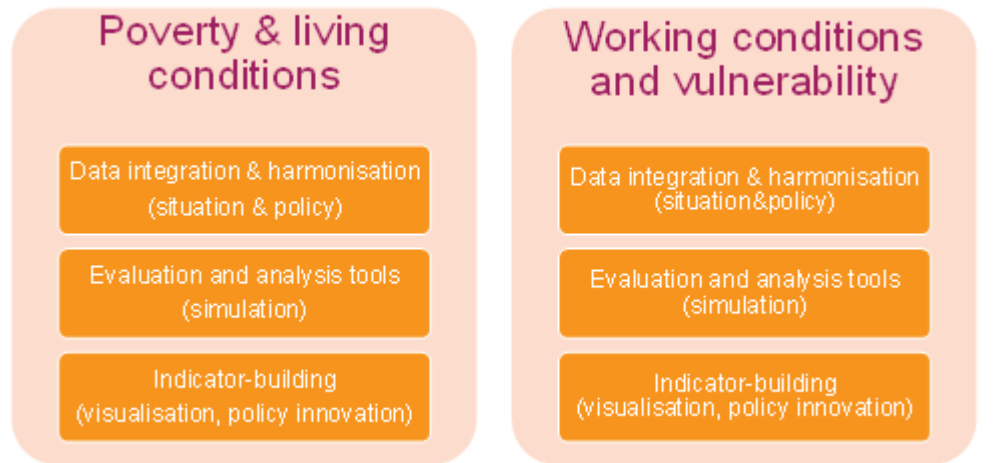 Poverty & living
conditions
Data integration & harmonisation
(situation & policy)
Evaluation and analysis tools
(simulation)
Indicator-building
(visualisation, policy innovation)
Working conditions
and vulnerability
Data integration & harmonisation
(situation&policy)
Evaluation and analysis tools
(simulation)
Indicator-building
(visualisation, policy innovation)